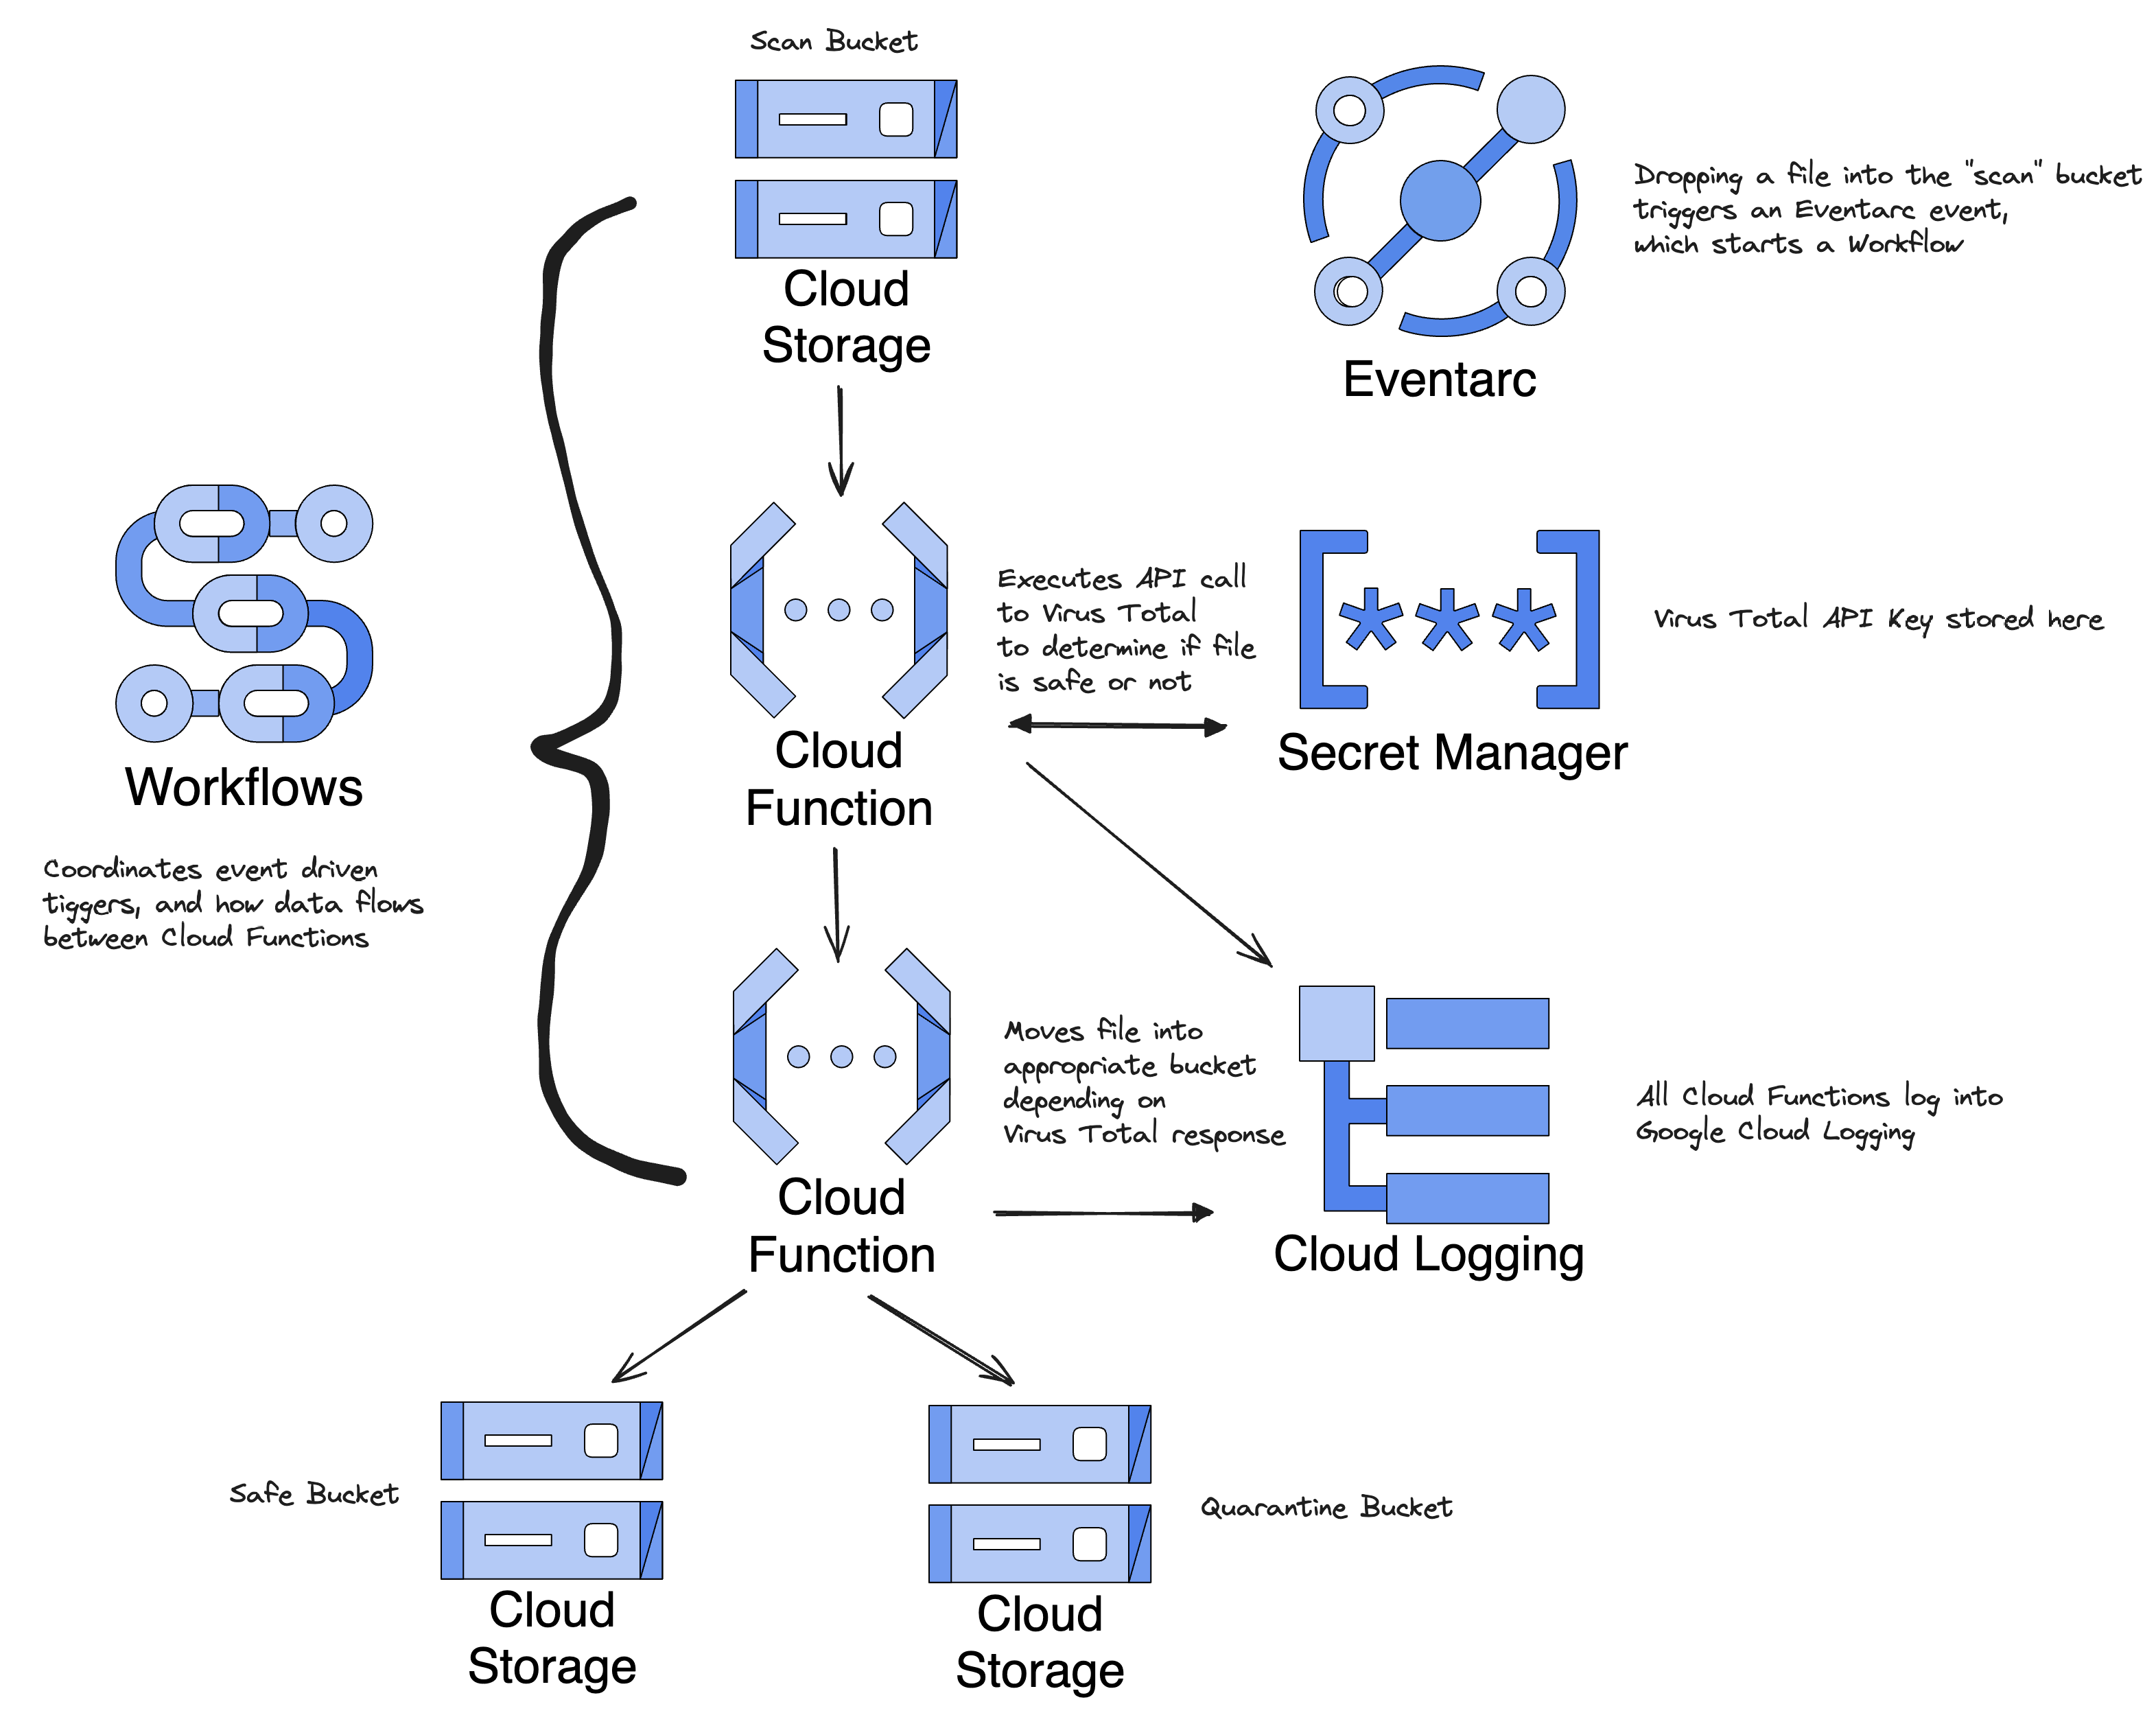 Scan Bucket
Cloud
Storage
Eventarc
Dropping a file into the "scan" bucket
triggers an Eventarc event,
which starts a Workflow
Workflows
Coordinates event driven
tiggers, and how data flows
between Cloud Functions
Cloud
Function
Executes API call
to Virus Total
to determine if file
is safe or not
Secret Manager
Virus Total API Key stored here
Cloud
Function
Moves file into
appropriate bucket
depending on
Virus Total response
Cloud Logging
All Cloud Functions log into
Google Cloud Logging
Safe Bucket
Cloud
Storage
Cloud
Storage
Quarantine Bucket